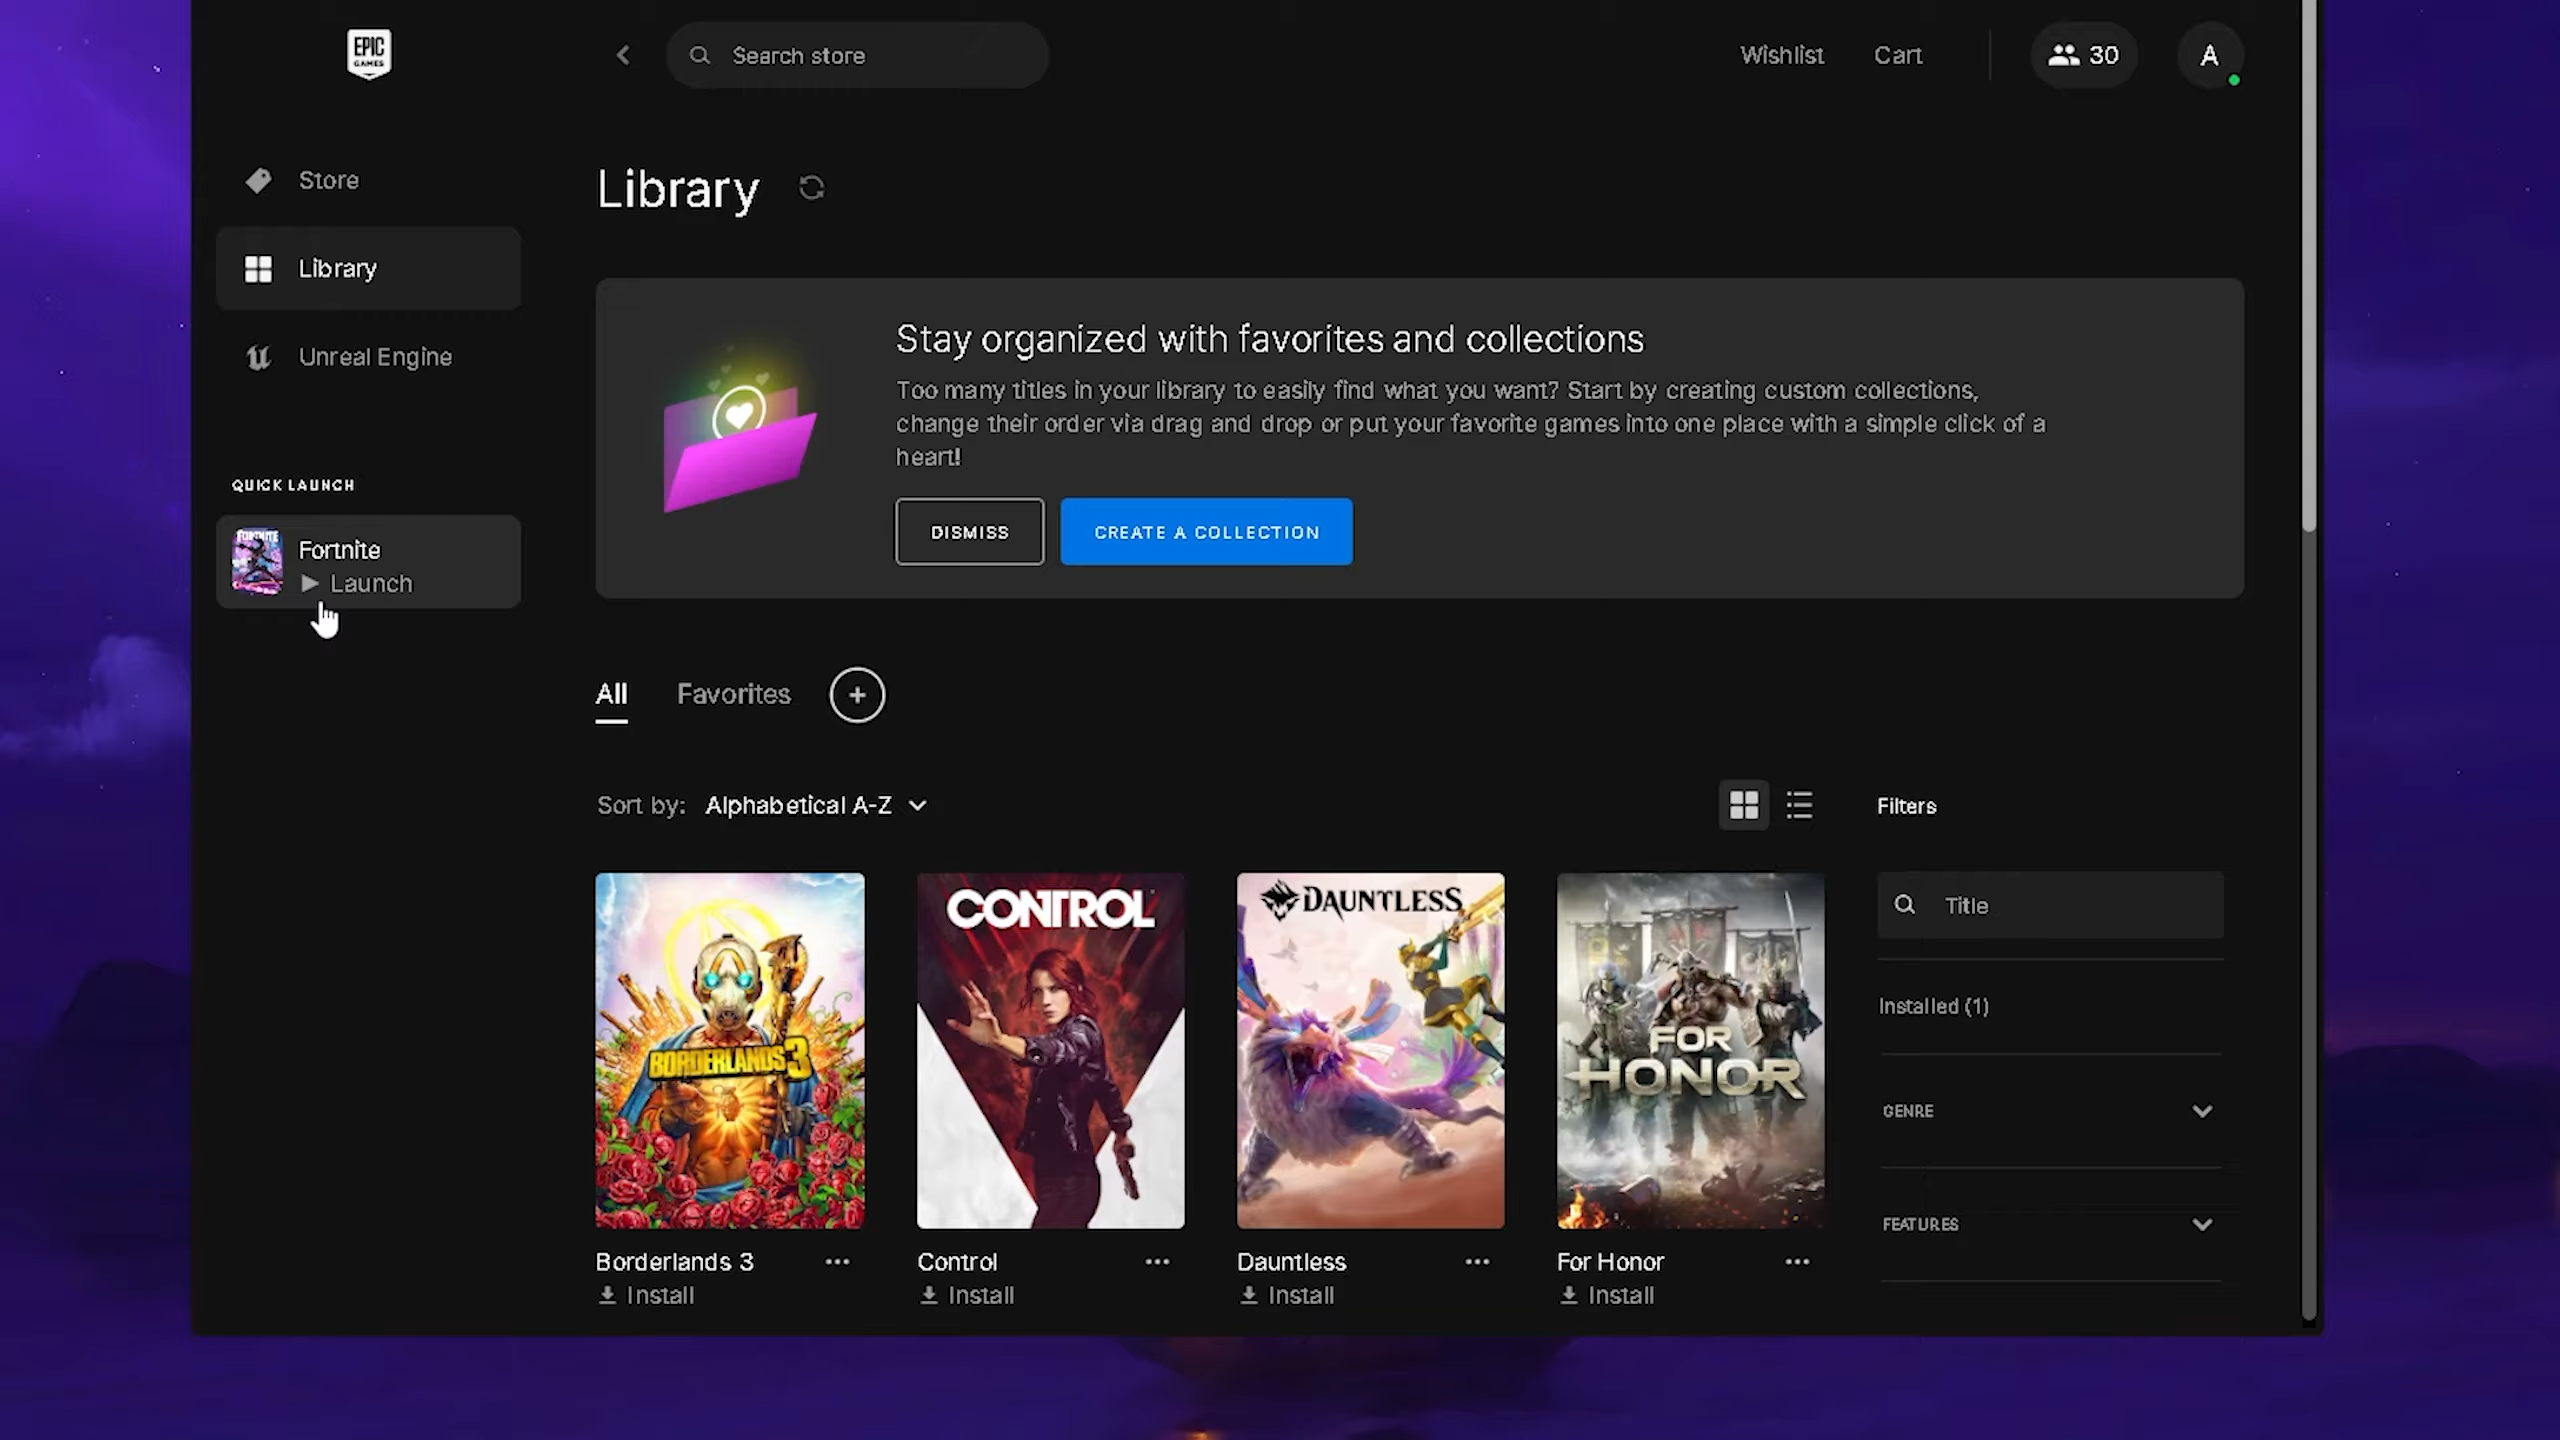 EPIC
GAMES
Search store
Wishlist
Cart
30
A
Store
Library
Unreal Engine
QUICK LAUNCH
FORTNITE
Fortnite
Launch
Library
Stay organized with favorites and collections
Too many titles in your library to easily find what you want? Start by creating custom collections,
change their order via drag and drop or put your favorite games into one place with a simple click of a
heart!
DISMISS
CREATE A COLLECTION
All
Favorites
Sort by: Alphabetical A-Z
Filters
Title
Installed (1)
GENRE
FEATURES
BORDERLANDS 3
Borderlands 3
Install
CONTROL
Control
Install
DAUNTLESS
Dauntless
Install
FOR
HONOR
For Honor
Install